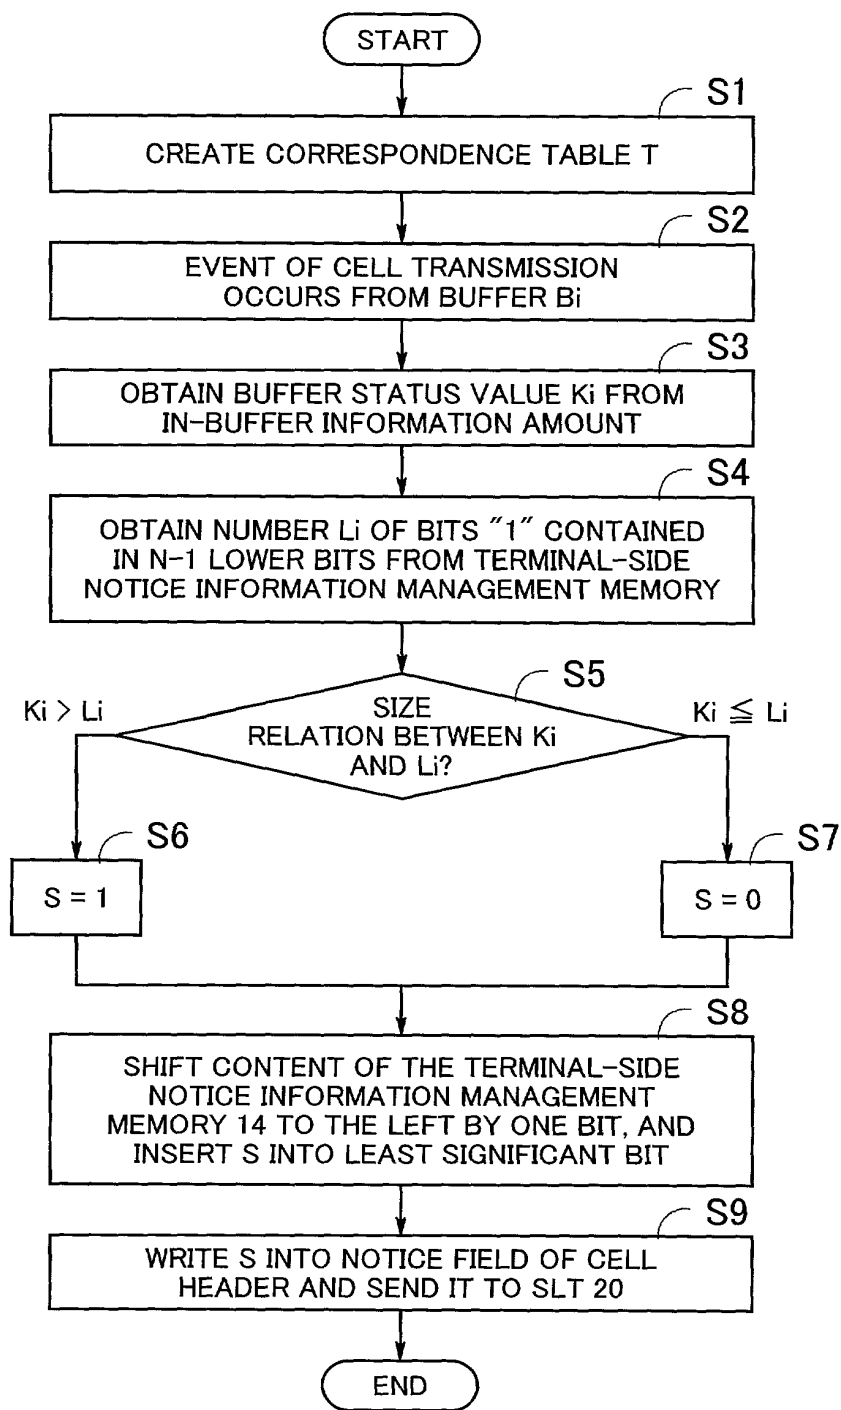 START
S1
CREATE CORRESPONDENCE TABLE T
S2
EVENT OF CELL TRANSMISSION
OCCURS FROM BUFFER Bi
S3
OBTAIN BUFFER STATUS VALUE Ki FROM
IN-BUFFER INFORMATION AMOUNT
S4
OBTAIN NUMBER Li OF BITS "1" CONTAINED
IN N-1 LOWER BITS FROM TERMINAL-SIDE
NOTICE INFORMATION MANAGEMENT MEMORY
S5
Ki > Li
SIZE
RELATION BETWEEN Ki
AND Li?
Ki ≦ Li
S6
S = 1
S7
S = 0
S8
SHIFT CONTENT OF THE TERMINAL-SIDE
NOTICE INFORMATION MANAGEMENT
MEMORY 14 TO THE LEFT BY ONE BIT, AND
INSERT S INTO LEAST SIGNIFICANT BIT
S9
WRITE S INTO NOTICE FIELD OF CELL
HEADER AND SEND IT TO SLT 20
END